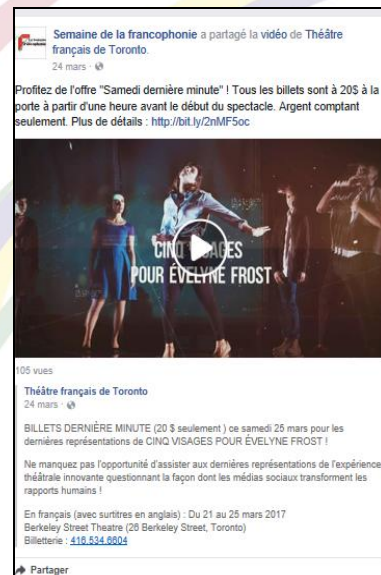 Semaine de la francophonie a partagé la vidéo de Théâtre
français de Toronto.
24 mars
Profitez de l'offre "Samedi dernière minute" ! Tous les billets sont à 20$ à la
porte à partir d'une heure avant le début du spectacle. Argent comptant
seulement. Plus de détails : http://bit.ly/2nMF5oc
CINQ VISAGES
POUR ÉVELYNE FROST
105 vues
Théâtre français de Toronto
24 mars
BILLETS DERNIÈRE MINUTE (20 $ seulement ) ce samedi 25 mars pour les
dernières représentations de CINQ VISAGES POUR ÉVELYNE FROST !
Ne manquez pas l'opportunité d'assister aux dernières représentations de l'expérience
théâtrale innovante questionnant la façon dont les médias sociaux transforment les
rapports humains !
En français (avec surtitres en anglais) : Du 21 au 25 mars 2017
Berkeley Street Theatre (26 Berkeley Street, Toronto)
Billetterie : 416.534.6604
Partager